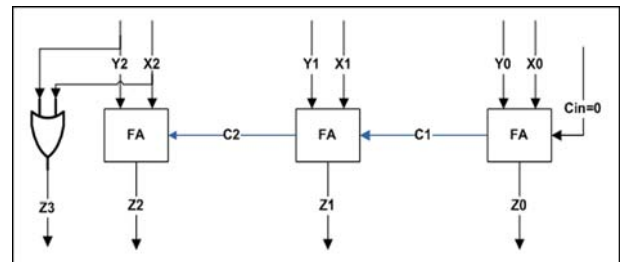 Y2 X2 Y1 X1 Y0 X0
Cin=0
FA C2 FA C1 FA
Z3 Z2 Z1 Z0